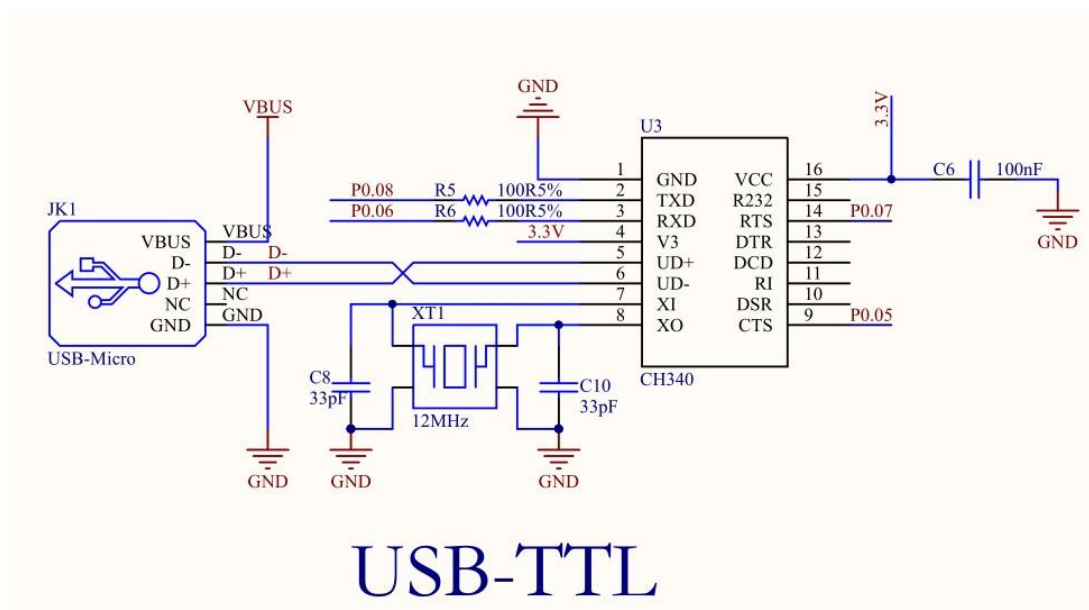 GND
VBUS
3.3V
U3
1 GND VCC 16 C6 100nF
P0.08 R5 100R5% 2 TXD R232 15
P0.06 R6 100R5% 3 RXD RTS 14 P0.07
3.3V 4 V3 DTR 13
GND
JK1
VBUS VBUS
D- D- D- 5 UD+ DCD 12
D+ D+ D+ 6 UD- RI 11
NC NC 7 XI DSR 10
GND GND 8 XO CTS 9 P0.05
XT1
USB-Micro
CH340
C8
33pF
12MHz
C10
33pF
GND
GND
GND
USB-TTL